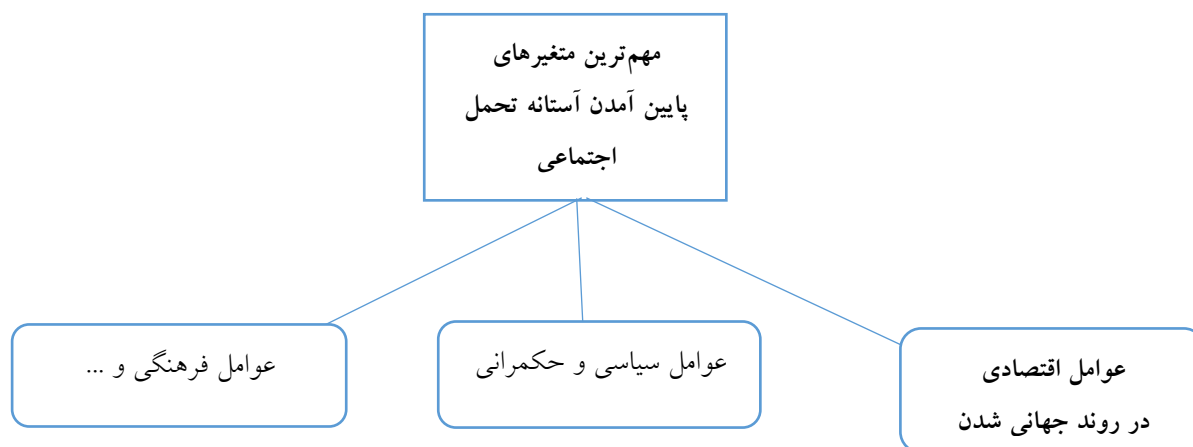 مهم‌ترین متغیرهای
پایین آمدن آستانه تحمل
اجتماعی
عوامل اقتصادی
در روند جهانی شدن
عوامل سیاسی و حکمرانی
عوامل فرهنگی و ...